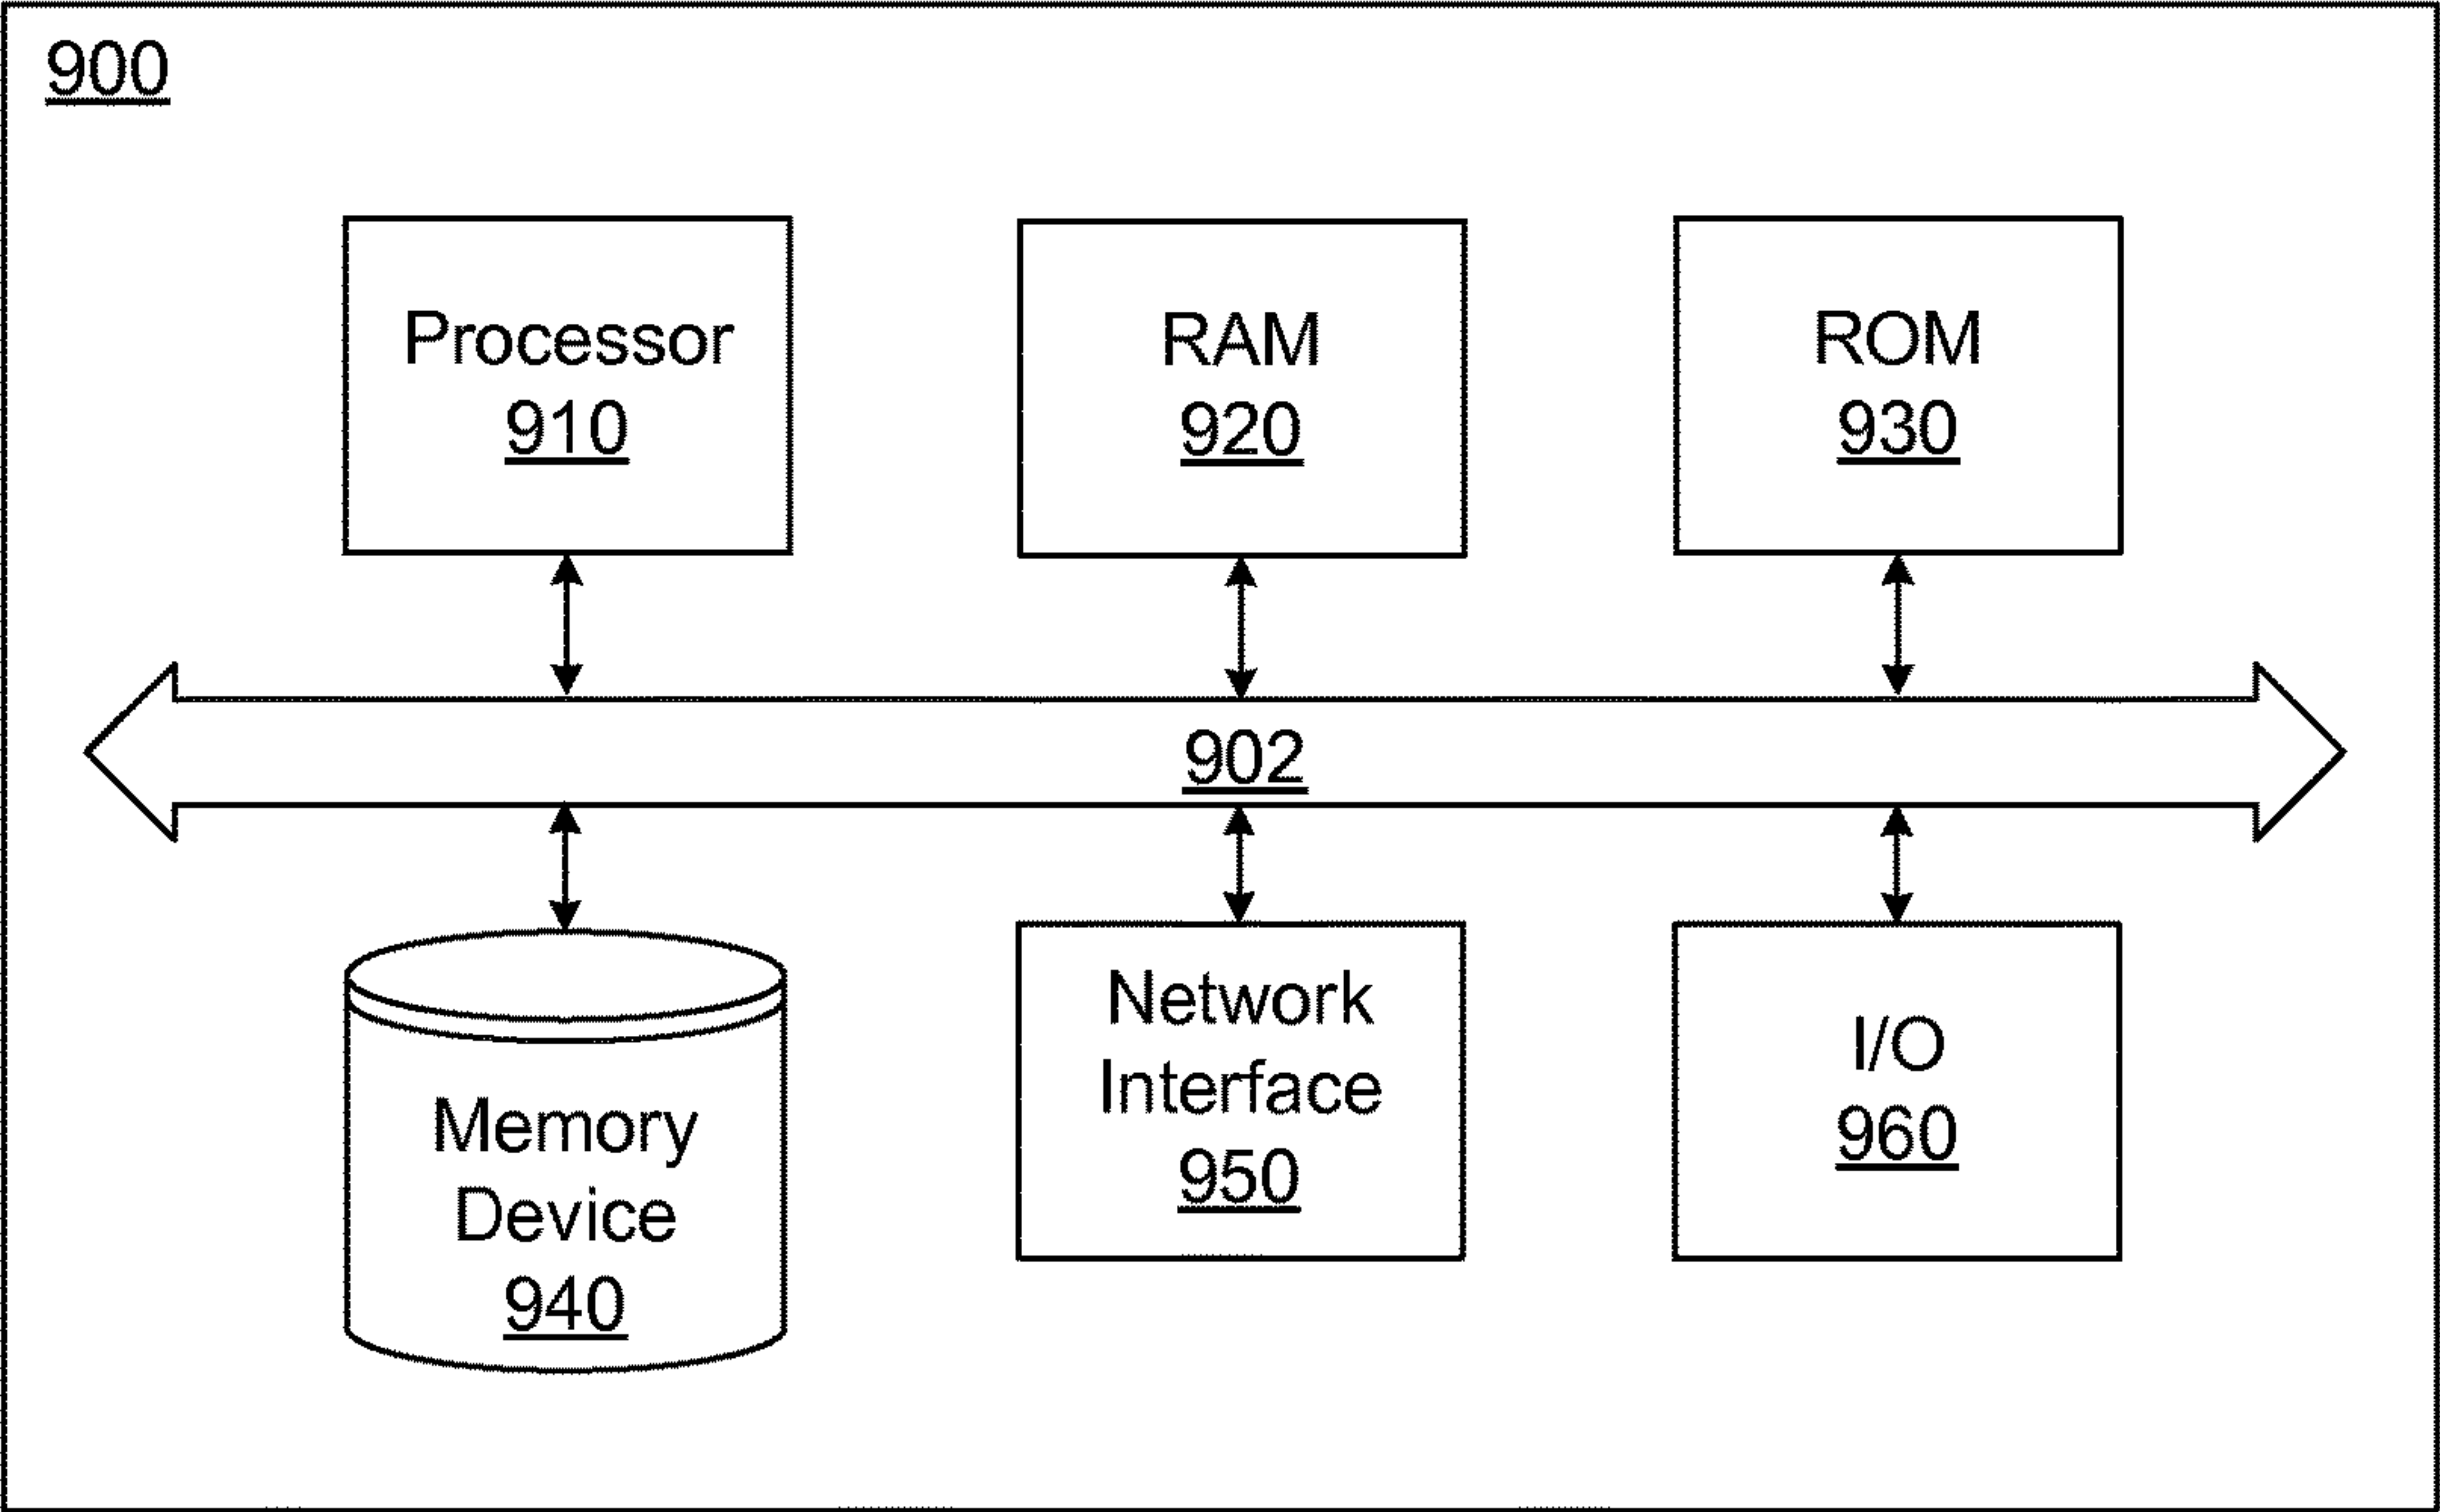 900
Processor
910
RAM
920
ROM
930
902
Memory
Device
940
Network
Interface
950
I/O
960